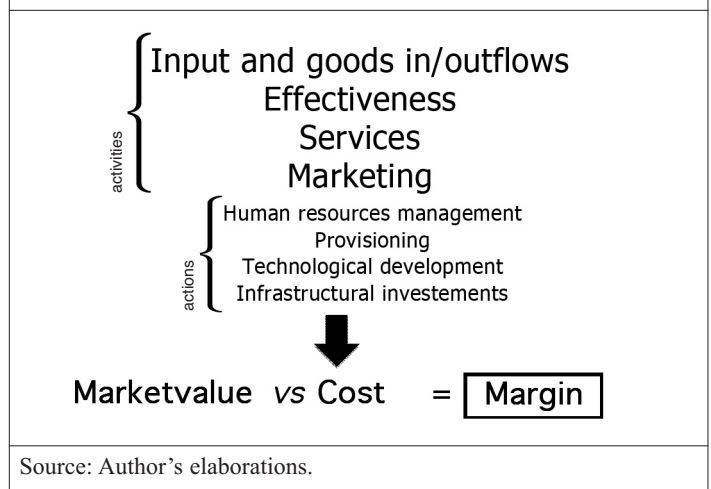 Input and goods in/outflows
Effectiveness
Services
Marketing
activities
Human resources management
Provisioning
Technological development
Infrastructural investements
actions
Marketvalue vs Cost = Margin
Source: Author’s elaborations.